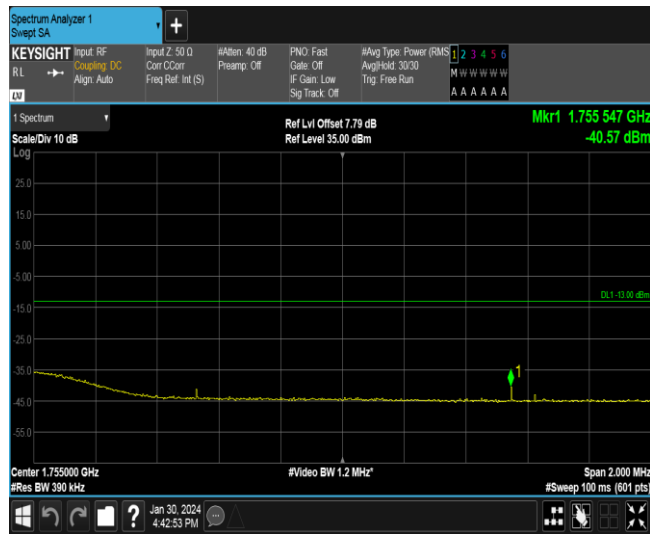 Spectrum Analyzer 1
Swept SA
+
KEYSIGHT
RL
LXI
Input: RF
Coupling: DC
Align: Auto
Input Z: 50 Ω
Corr CCorr
Freq Ref: Int (S)
#Atten: 40 dB
Preamp: Off
PNO: Fast
Gate: Off
IF Gain: Low
Sig Track: Off
#Avg Type: Power (RMS
Avg|Hold: 30/30
Trig: Free Run
1 2 3 4 5 6
M W W W W W
A A A A A A
1 Spectrum
Scale/Div 10 dB
Log
Ref Lvl Offset 7.79 dB
Ref Level 35.00 dBm
Mkr1 1.755 547 GHz
-40.57 dBm
25.0
15.0
5.00
-5.00
DL1 -13.00 dBm
-15.0
-25.0
-35.0
1
-45.0
-55.0
Center 1.755000 GHz
#Video BW 1.2 MHz*
Span 2.000 MHz
#Res BW 390 kHz
#Sweep 100 ms (601 pts)
?
Jan 30, 2024
4:42:53 PM